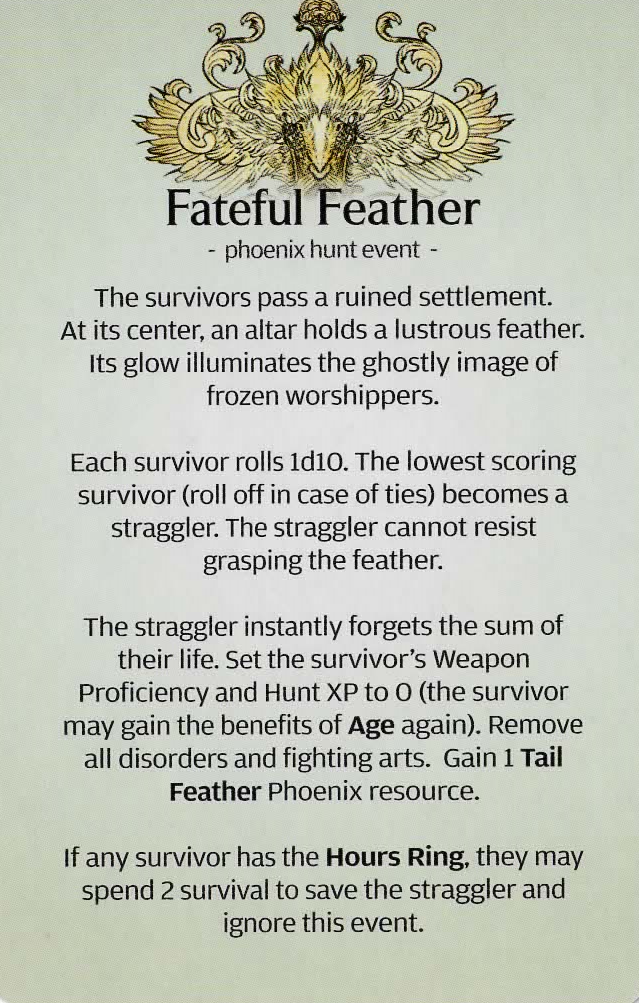 Fateful Feather
- phoenix hunt event -
The survivors pass a ruined settlement.
At its center, an altar holds a lustrous feather.
Its glow illuminates the ghostly image of
frozen worshippers.
Each survivor rolls 1d10. The lowest scoring
survivor (roll off in case of ties) becomes a
straggler. The straggler cannot resist
grasping the feather.
The straggler instantly forgets the sum of
their life. Set the survivor's Weapon
Proficiency and Hunt XP to 0 (the survivor
may gain the benefits of Age again). Remove
all disorders and fighting arts. Gain 1 Tail
Feather Phoenix resource.
If any survivor has the Hours Ring, they may
spend 2 survival to save the straggler and
ignore this event.